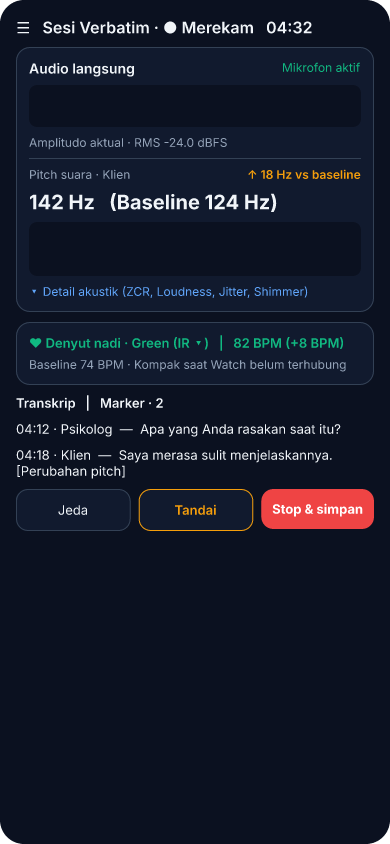 ☰ Sesi Verbatim · ● Merekam 04:32
Audio langsung
Mikrofon aktif
Amplitudo aktual · RMS -24.0 dBFS
Pitch suara · Klien
↑ 18 Hz vs baseline
142 Hz (Baseline 124 Hz)
▾ Detail akustik (ZCR, Loudness, Jitter, Shimmer)
♥ Denyut nadi · Green (IR ▾) | 82 BPM (+8 BPM)
Baseline 74 BPM · Kompak saat Watch belum terhubung
Transkrip | Marker · 2
04:12 · Psikolog — Apa yang Anda rasakan saat itu?
04:18 · Klien — Saya merasa sulit menjelaskannya.
[Perubahan pitch]
Jeda
Tandai
Stop & simpan